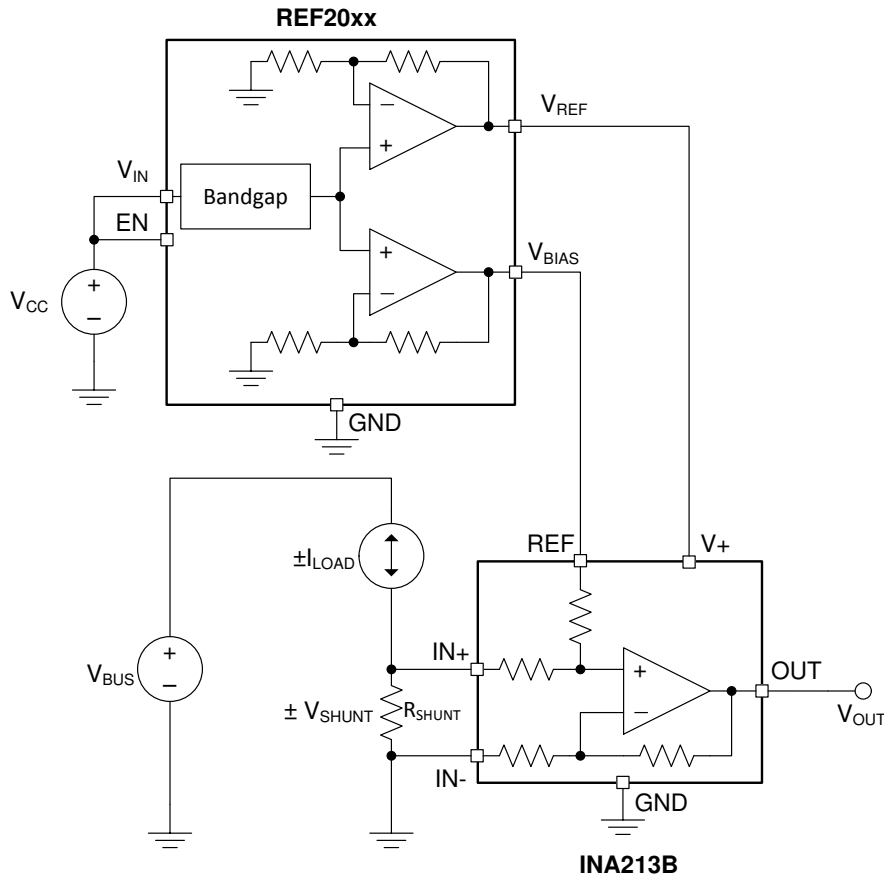 REF20xx
V_REF
V_IN
Bandgap
EN
V_BIAS
V_CC
+
−
GND
±I_LOAD
REF
V+
IN+
OUT
V_BUS
± V_SHUNT
R_SHUNT
V_OUT
IN-
GND
INA213B